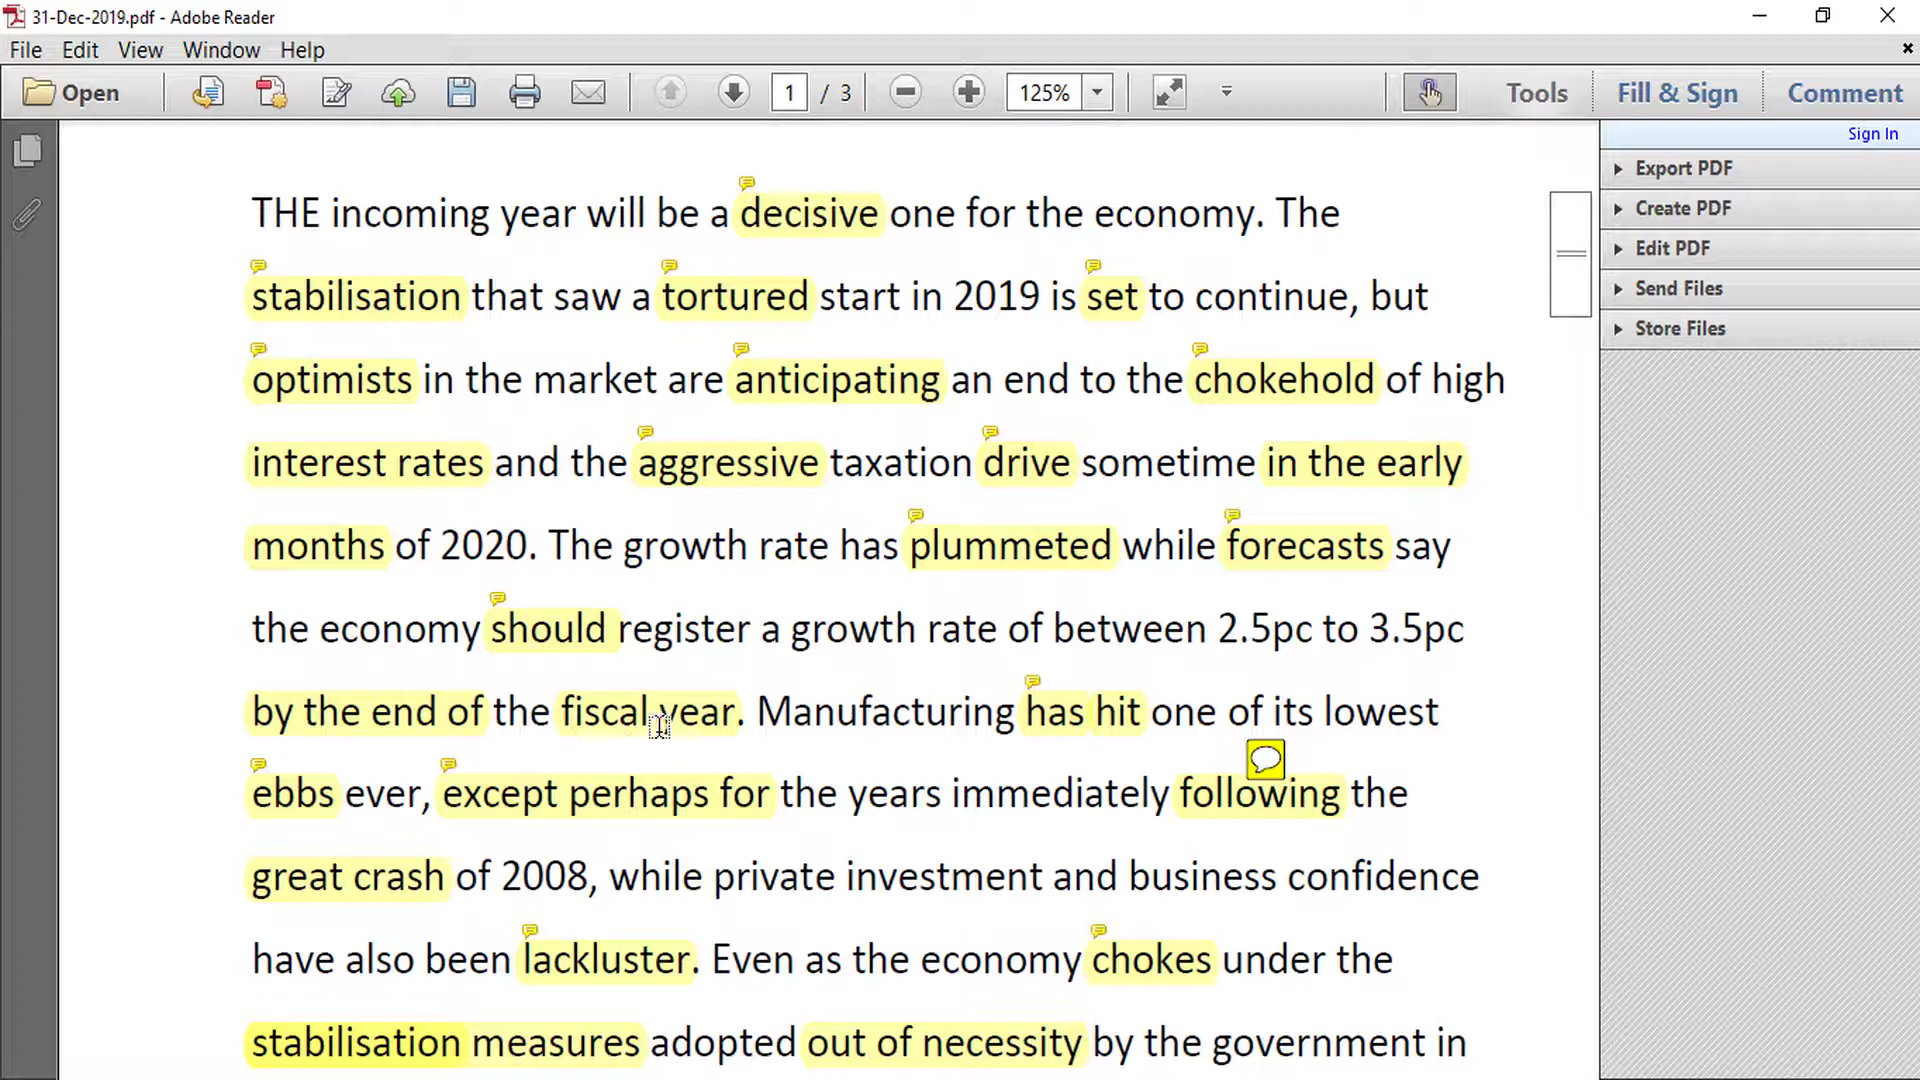 31-Dec-2019.pdf - Adobe Reader
File Edit View Window Help
Open 1 / 3 125% Tools Fill & Sign Comment
Sign In
Export PDF
Create PDF
Edit PDF
Send Files
Store Files
THE incoming year will be a decisive one for the economy. The
stabilisation that saw a tortured start in 2019 is set to continue, but
optimists in the market are anticipating an end to the chokehold of high
interest rates and the aggressive taxation drive sometime in the early
months of 2020. The growth rate has plummeted while forecasts say
the economy should register a growth rate of between 2.5pc to 3.5pc
by the end of the fiscal year. Manufacturing has hit one of its lowest
ebbs ever, except perhaps for the years immediately following the
great crash of 2008, while private investment and business confidence
have also been lackluster. Even as the economy chokes under the
stabilisation measures adopted out of necessity by the government in